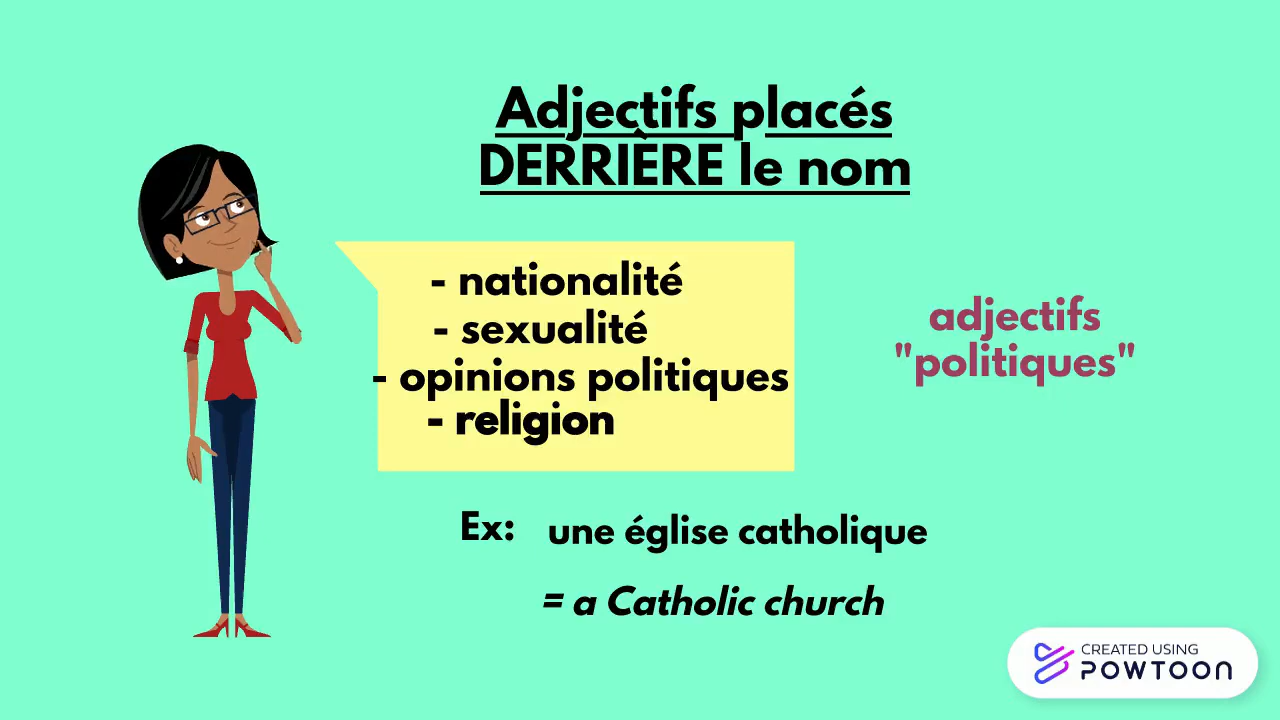 Adjectifs placés
DERRIÈRE le nom
- nationalité
- sexualité
- opinions politiques
- religion
adjectifs
"politiques"
Ex: une église catholique
= a Catholic church
CREATED USING
POWTOON